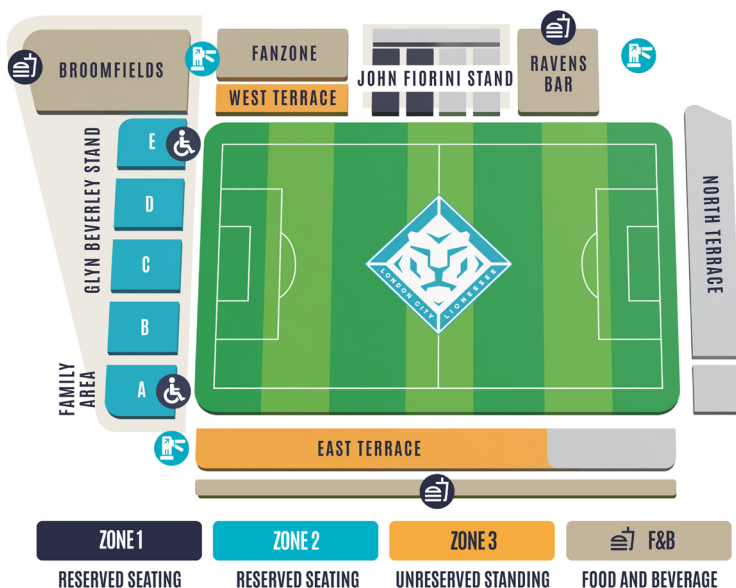 BROOMFIELDS
FANZONE
WEST TERRACE
JOHN FIORINI STAND
RAVENS
BAR
GLYN BEVERLEY STAND
E
D
C
B
A
FAMILY
AREA
LONDON CITY LIONESSES
NORTH TERRACE
EAST TERRACE
ZONE 1
ZONE 2
ZONE 3
F&B
RESERVED SEATING
RESERVED SEATING
UNRESERVED STANDING
FOOD AND BEVERAGE